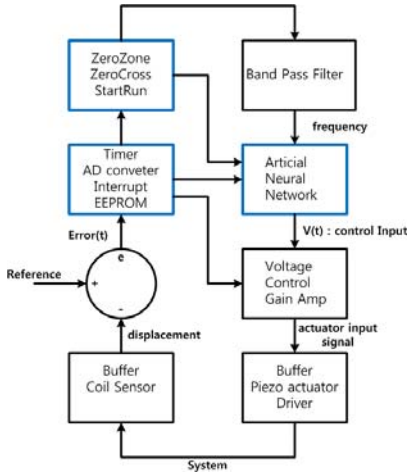 ZeroZone
ZeroCross
StartRun
Band Pass Filter
frequency
Timer
AD conveter
Interrupt
EEPROM
Articial
Neural
Network
Error(t)
V(t) : control Input
e
Reference
+
-
Voltage
Control
Gain Amp
displacement
actuator input
signal
Buffer
Coil Sensor
Buffer
Piezo actuator
Driver
System